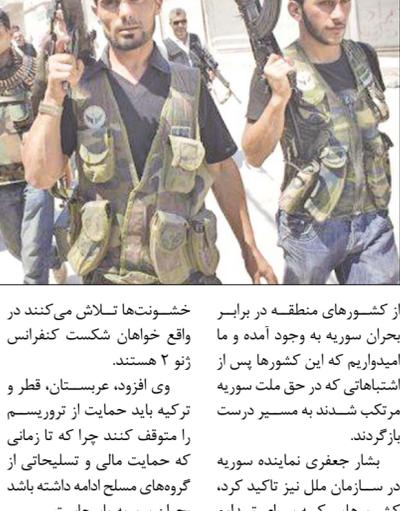 از کشورهای منطقه در برابر
بحران سوریه به وجود آمده و ما
امیدواریم که این کشورها پس از
اشتباهاتی که در حق ملت سوریه
مرتکب شدند به مسیر درست
بازگردند.
بشار جعفری نماینده سوریه
در سازمان ملل نیز تاکید کرد،
خشونت‌ها تلاش می‌کنند در
واقع خواهان شکست کنفرانس
ژنو ۲ هستند.
وی افزود، عربستان، قطر و
ترکیه باید حمایت از تروریسم
را متوقف کنند چرا که تا زمانی
که حمایت مالی و تسلیحاتی از
گروه‌های مسلح ادامه داشته باشد